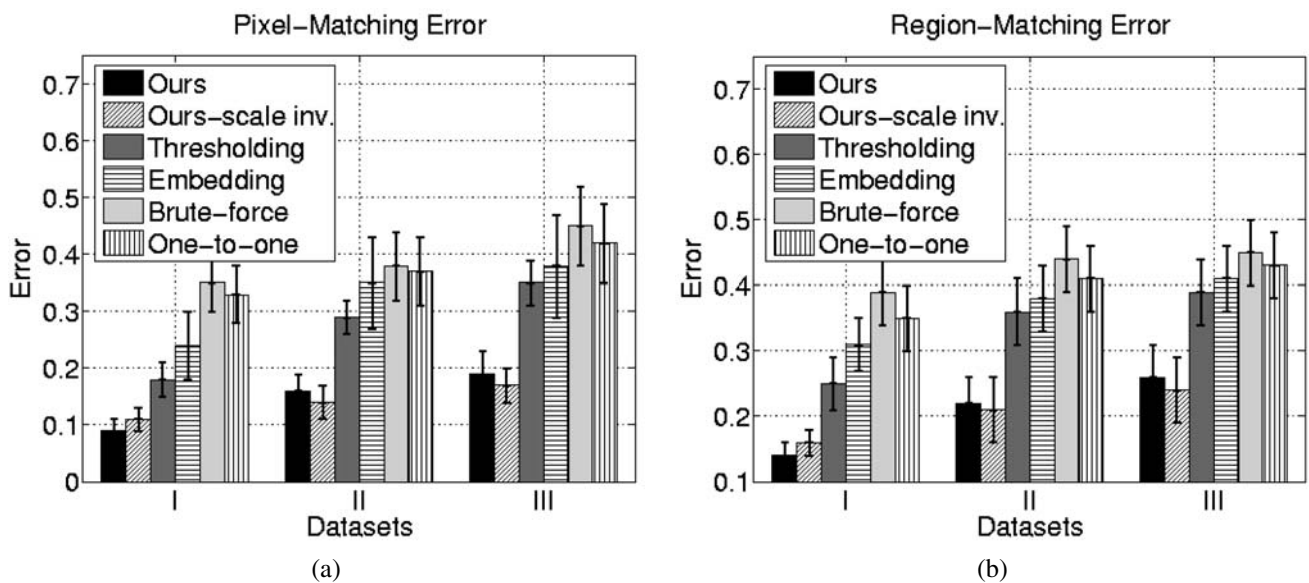 Pixel-Matching Error
0.7
0.6
0.5
0.4
0.3
0.2
0.1
0
Error
Ours
Ours-scale inv.
Thresholding
Embedding
Brute-force
One-to-one
I II III
Datasets
(a)
Region-Matching Error
0.7
0.6
0.5
0.4
0.3
0.2
0.1
Error
Ours
Ours-scale inv.
Thresholding
Embedding
Brute-force
One-to-one
I II III
Datasets
(b)